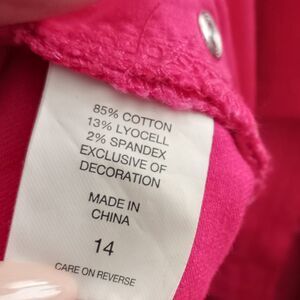 85% COTTON
13% LYOCELL
2% SPANDEX
EXCLUSIVE OF
DECORATION
MADE IN
CHINA
14
CARE ON REVERSE